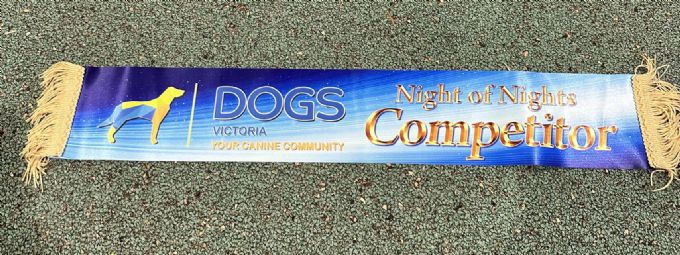 DOGS
VICTORIA
YOUR CANINE COMMUNITY
Night of Nights
Competitor